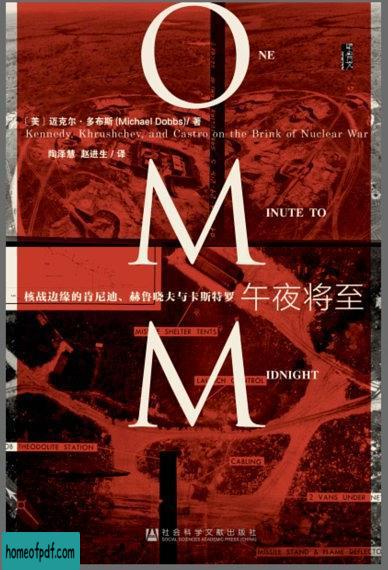 ONE
〔美〕迈克尔·多布斯(Michael Dobbs)/著
Kennedy, Khrushchev, and Castro on the Brink of Nuclear War
陶泽慧 赵进生 / 译
MINUTE TO
核战边缘的肯尼迪、赫鲁晓夫与卡斯特罗
午夜将至
MISSILE SHELTER TENTS
MIDNIGHT
LAUNCH CONTROL
OB THEODOLITE STATION
CABLING
2 VANS UNDER NE
社会科学文献出版社
SOCIAL SCIENCES ACADEMIC PRESS (CHINA)
MISSILE STAND & FLAME DEFLECTO
homeofpdf.com